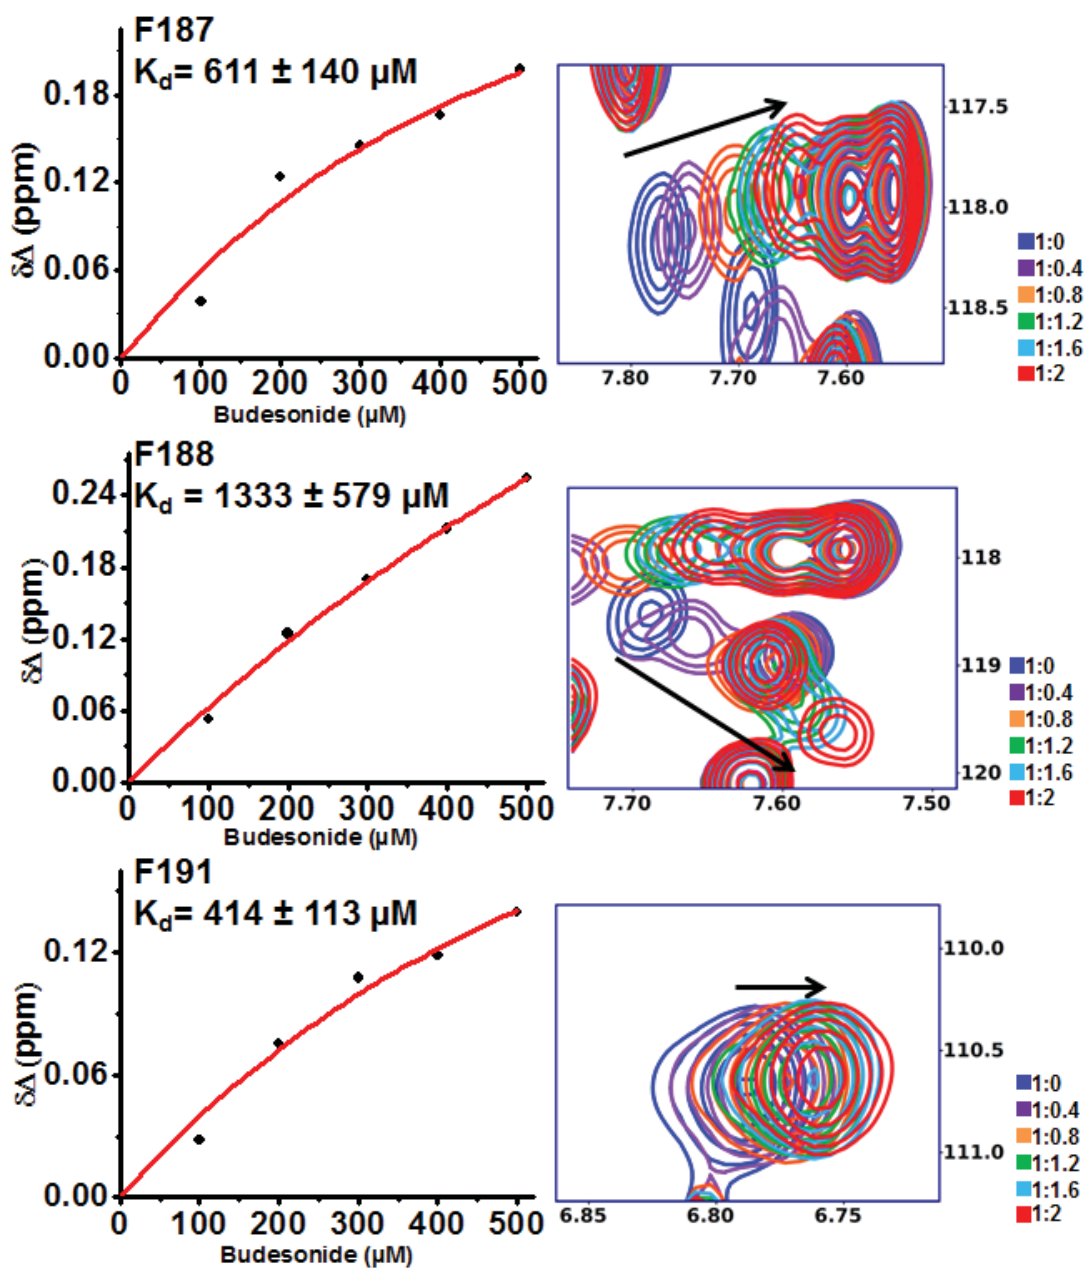 F187
K_d= 611 ± 140 µM
δΔ (ppm)
0.18
0.12
0.06
0.00
0 100 200 300 400 500
Budesonide (µM)
117.5
118.0
118.5
7.80 7.70 7.60
1:0
1:0.4
1:0.8
1:1.2
1:1.6
1:2
F188
K_d = 1333 ± 579 µM
δΔ (ppm)
0.24
0.18
0.12
0.06
0.00
0 100 200 300 400 500
Budesonide (µM)
118
119
120
7.70 7.60 7.50
1:0
1:0.4
1:0.8
1:1.2
1:1.6
1:2
F191
K_d= 414 ± 113 µM
δΔ (ppm)
0.12
0.06
0.00
0 100 200 300 400 500
Budesonide (µM)
110.0
110.5
111.0
6.85 6.80 6.75
1:0
1:0.4
1:0.8
1:1.2
1:1.6
1:2